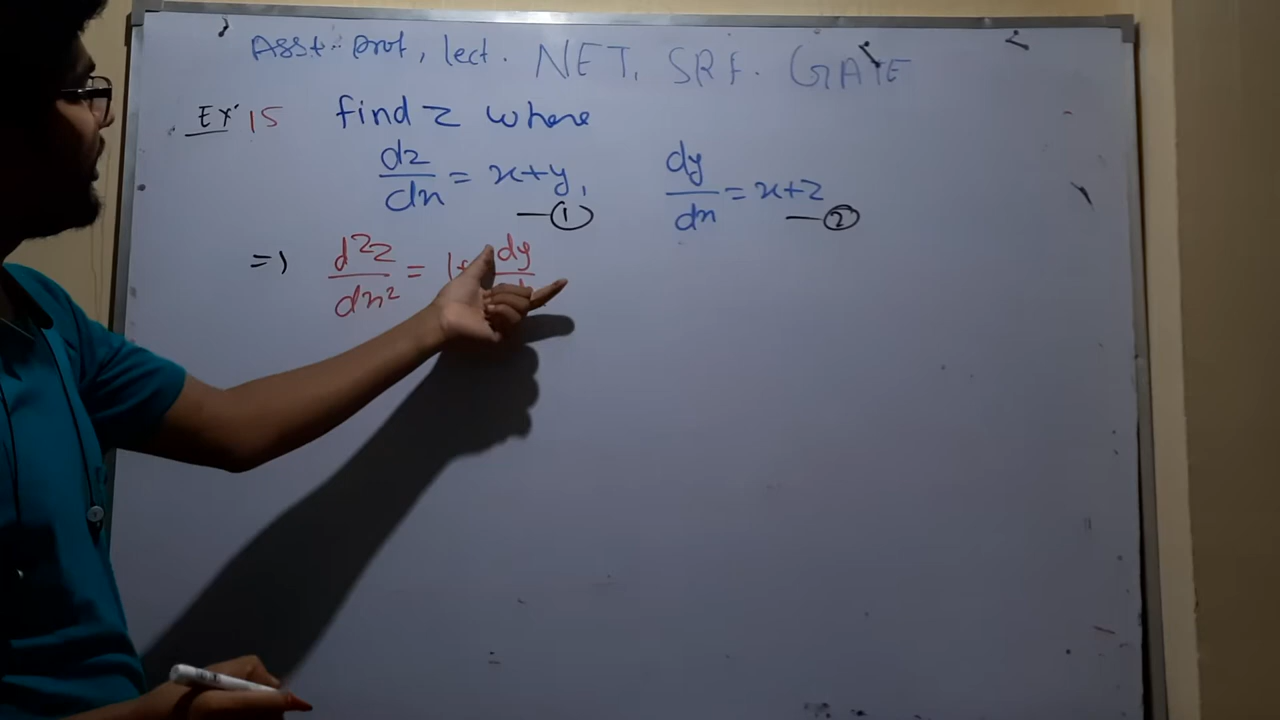 Asst. Prof, lect. NET, SRF. GATE
Ex 15 find z where
dz/dx = x+y, —① dy/dx = x+z —②
=> d²z/dx² = 1+ dy